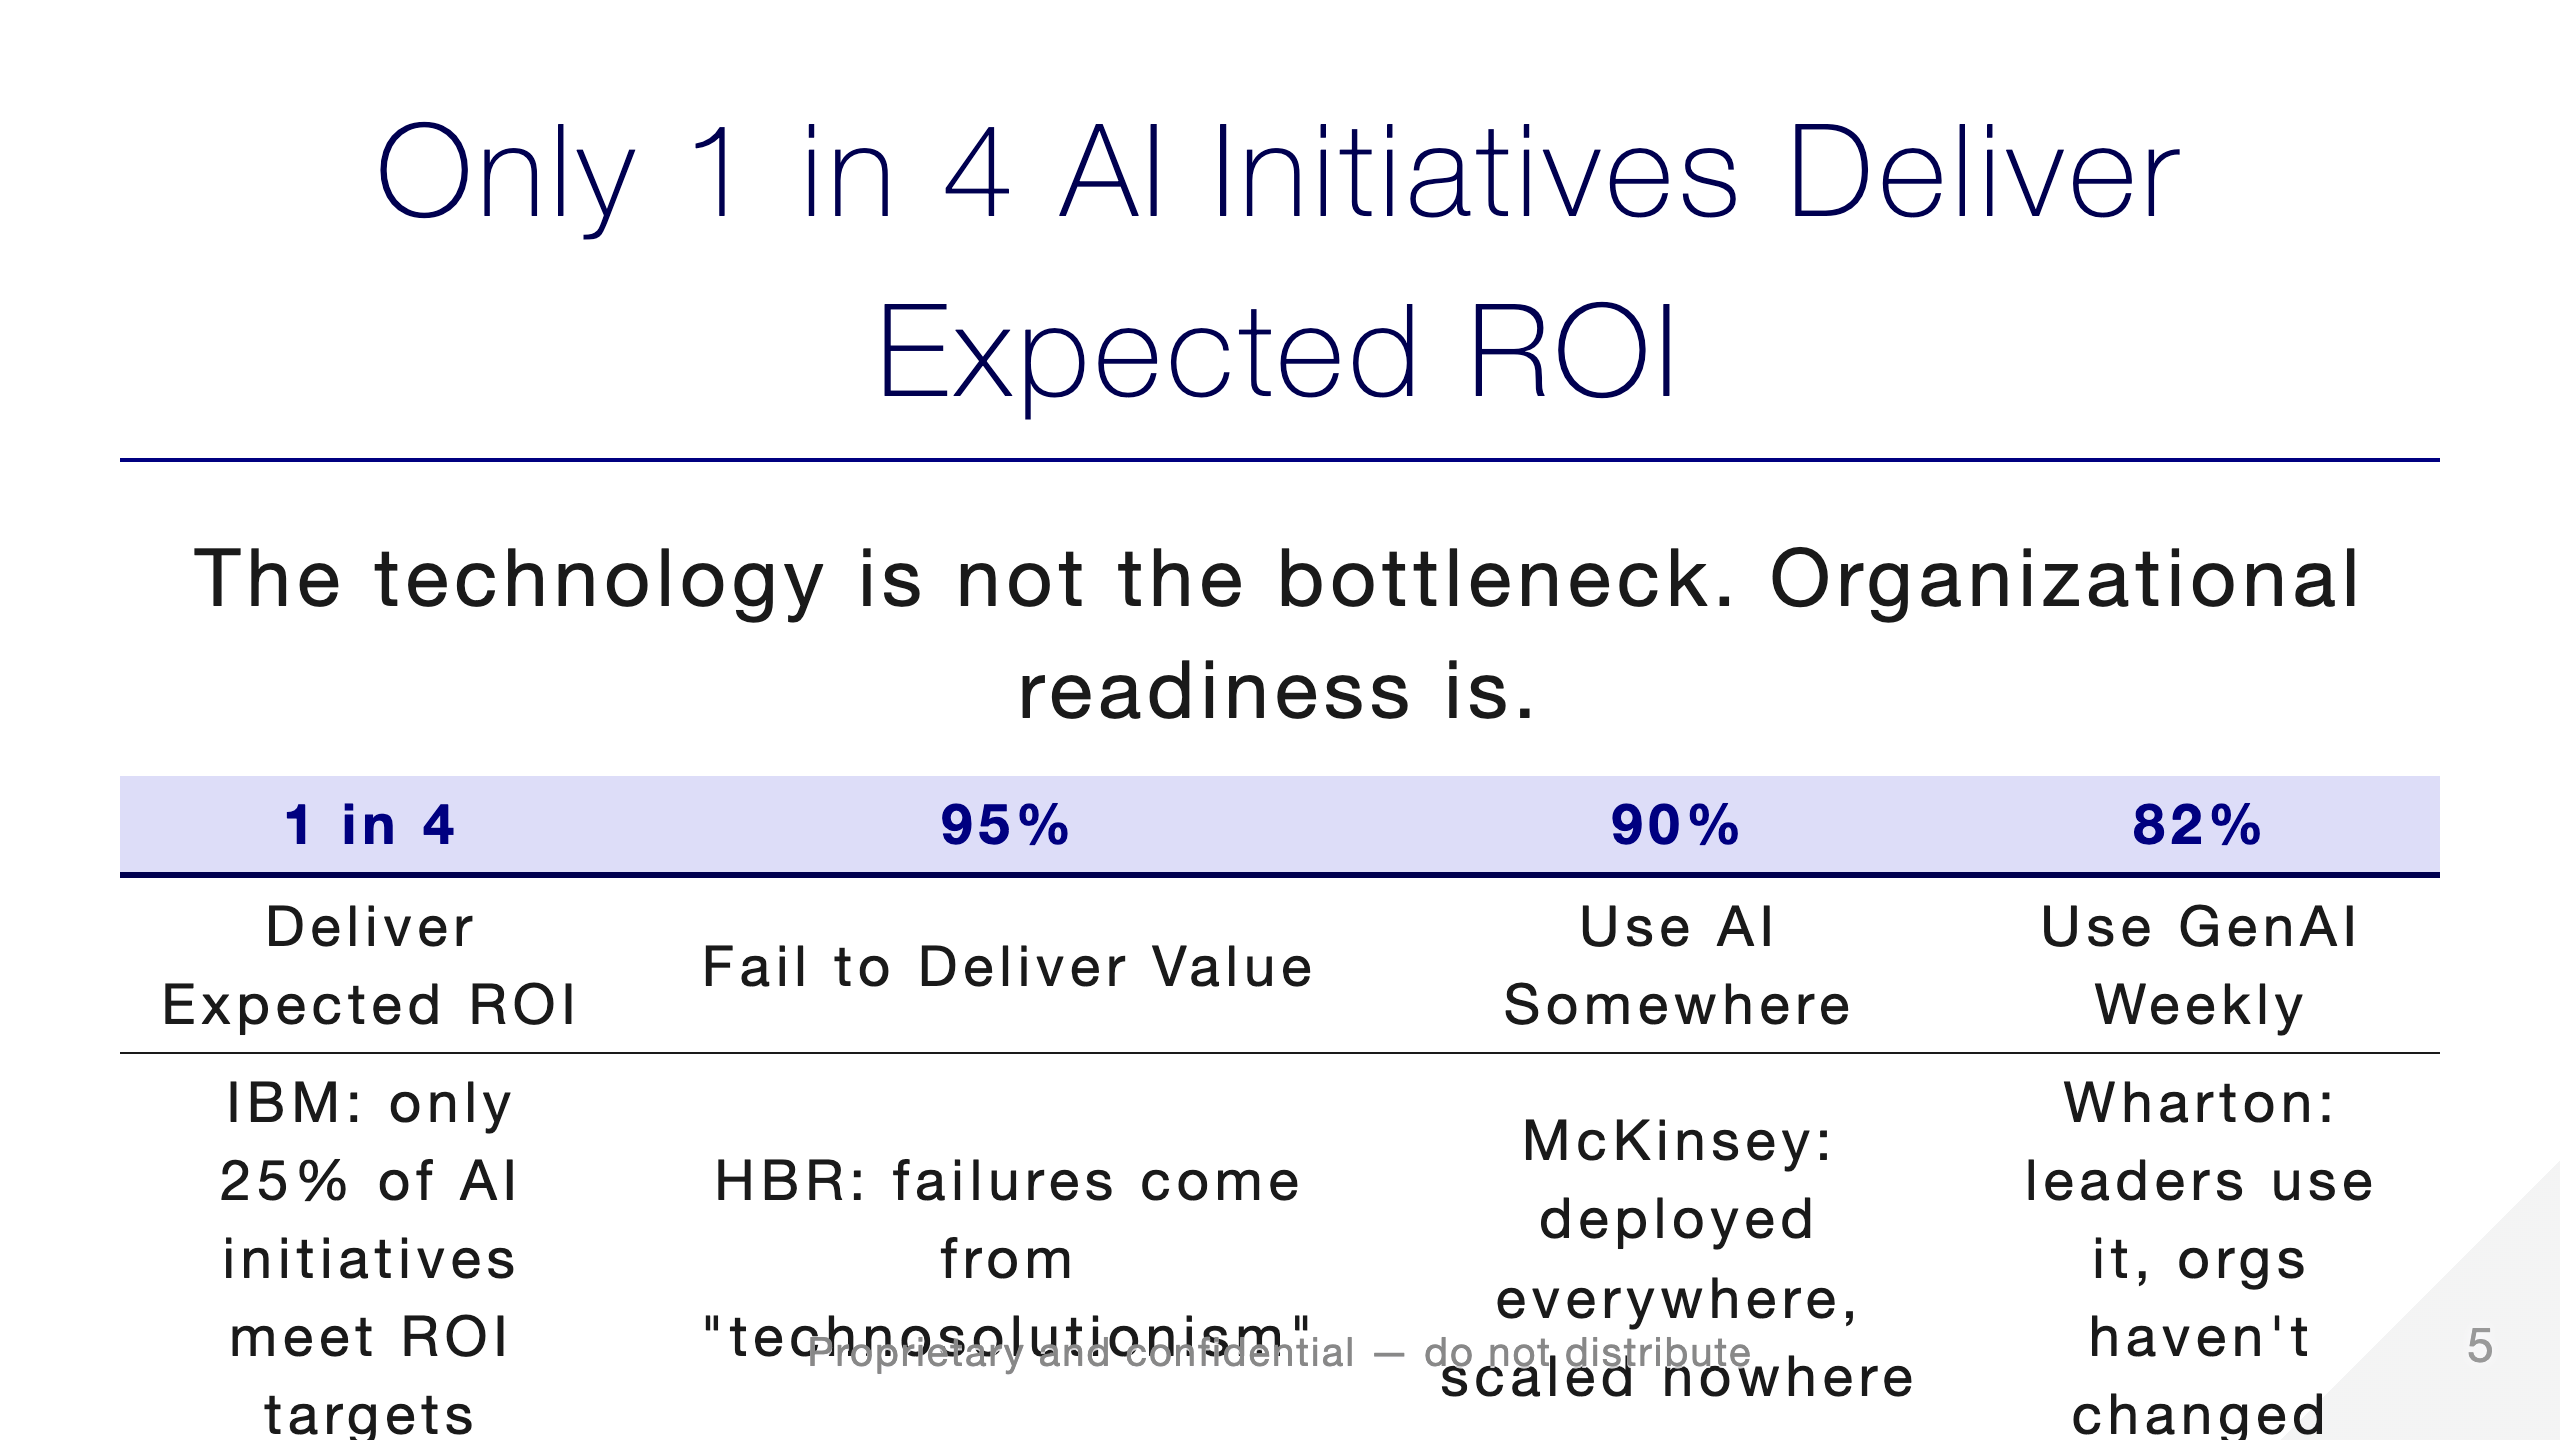 Only 1 in 4 AI Initiatives Deliver
Expected ROI
The technology is not the bottleneck. Organizational
readiness is.
1 in 4
95%
90%
82%
Deliver
Expected ROI
Fail to Deliver Value
Use AI
Somewhere
Use GenAI
Weekly
IBM: only
25% of AI
initiatives
meet ROI
targets
HBR: failures come
from
"technosolutionism"
McKinsey:
deployed
everywhere,
scaled nowhere
Wharton:
leaders use
it, orgs
haven't
changed
Proprietary and confidential — do not distribute
5